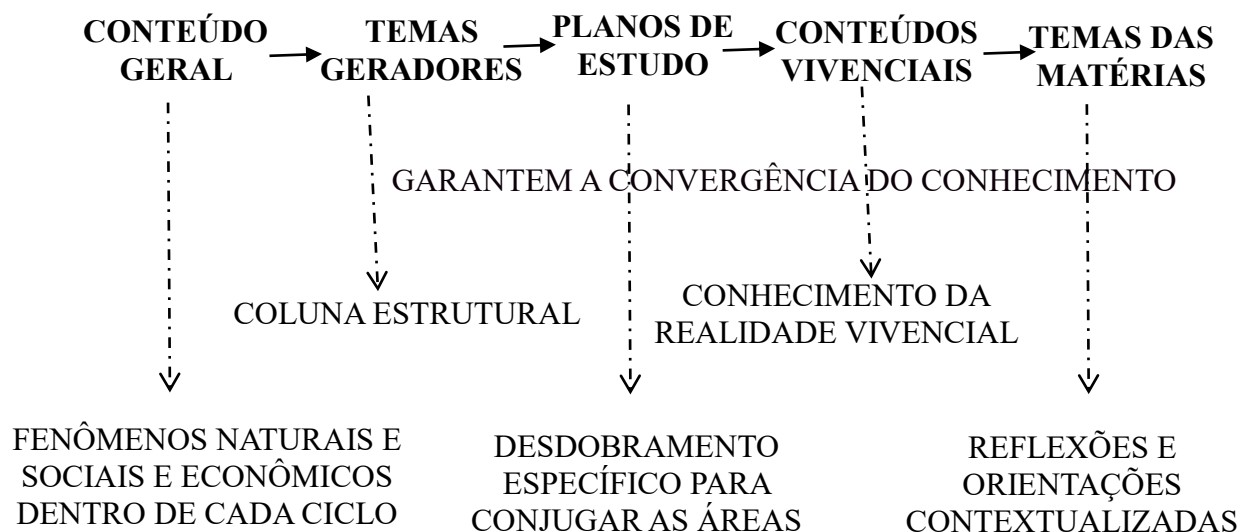 CONTEÚDO
GERAL
TEMAS
GERADORES
PLANOS DE
ESTUDO
CONTEÚDOS
VIVENCIAIS
TEMAS DAS
MATÉRIAS
GARANTEM A CONVERGÊNCIA DO CONHECIMENTO
COLUNA ESTRUTURAL
CONHECIMENTO DA
REALIDADE VIVENCIAL
FENÔMENOS NATURAIS E
SOCIAIS E ECONÔMICOS
DENTRO DE CADA CICLO
DESDOBRAMENTO
ESPECÍFICO PARA
CONJUGAR AS ÁREAS
REFLEXÕES E
ORIENTAÇÕES
CONTEXTUALIZADAS